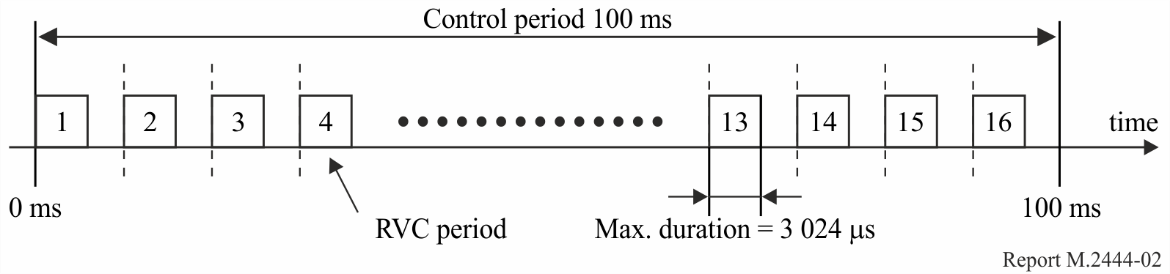 Control period 100 ms
1 2 3 4 13 14 15 16
time
0 ms
100 ms
RVC period
Max. duration = 3 024 μs
Report M.2444-02